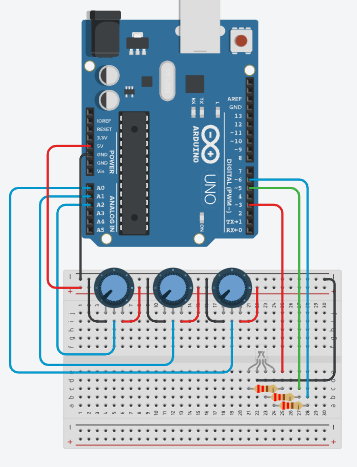 AREF
GND
IOREF
RESET
3.3V
5V
GND
GND
Vin
POWER
13
12
~11
~10
~9
8
7
~6
~5
4
~3
2
TX→1
RX←0
DIGITAL (PWM~)
TX
RX
L
ARDUINO
UNO
ON
A0
A1
A2
A3
A4
A5
ANALOG IN